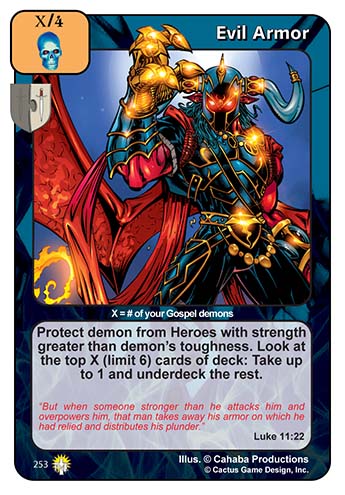 X/4
Evil Armor
X = # of your Gospel demons
Protect demon from Heroes with strength
greater than demon's toughness. Look at
the top X (limit 6) cards of deck: Take up
to 1 and underdeck the rest.
"But when someone stronger than he attacks him and
overpowers him, that man takes away his armor on which he
had relied and distributes his plunder."
Luke 11:22
253
Illus. © Cahaba Productions
© Cactus Game Design, Inc.